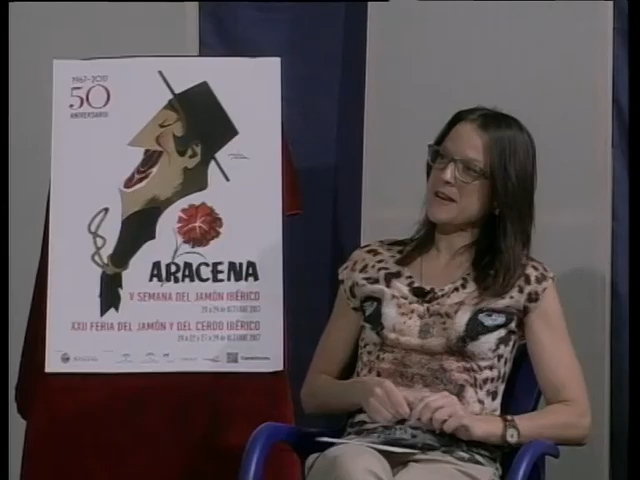 1967-2017
50
ANIVERSARIO
ARACENA
V SEMANA DEL JAMÓN IBÉRICO
XXII FERIA DEL JAMÓN Y DEL CERDO IBÉRICO